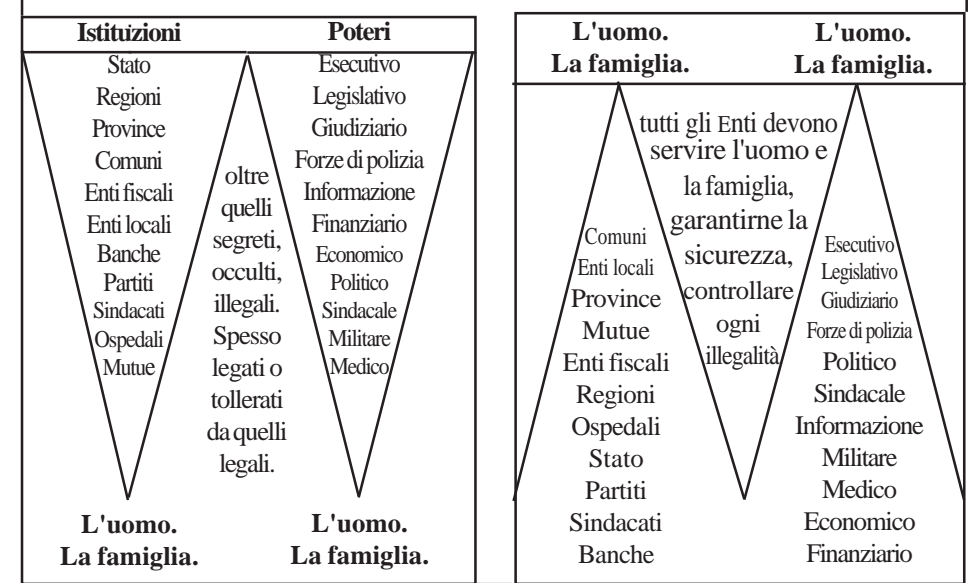 Istituzioni
Stato
Regioni
Province
Comuni
Enti fiscali
Enti locali
Banche
Partiti
Sindacati
Ospedali
Mutue
L'uomo.
La famiglia.
oltre
quelli
segreti,
occulti,
illegali.
Spesso
legati o
tollerati
da quelli
legali.
Poteri
Esecutivo
Legislativo
Giudiziario
Forze di polizia
Informazione
Finanziario
Economico
Politico
Sindacale
Militare
Medico
L'uomo.
La famiglia.
L'uomo.
La famiglia.
Comuni
Enti locali
Province
Mutue
Enti fiscali
Regioni
Ospedali
Stato
Partiti
Sindacati
Banche
tutti gli Enti devono
servire l'uomo e
la famiglia,
garantirne la
sicurezza,
controllare
ogni
illegalità
L'uomo.
La famiglia.
Esecutivo
Legislativo
Giudiziario
Forze di polizia
Politico
Sindacale
Informazione
Militare
Medico
Economico
Finanziario